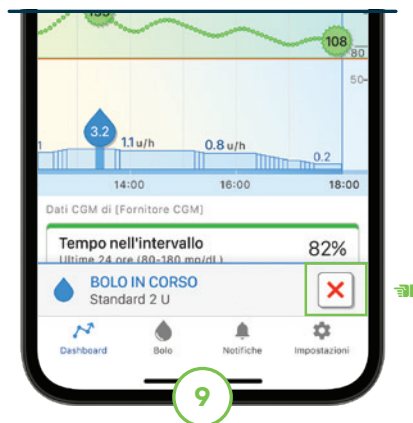 108
80
50-
3.2
1.1 u/h
0.8 u/h
0.2
14:00
16:00
18:00
Dati CGM di [Fornitore CGM]
Tempo nell'intervallo
82%
Ultime 24 ore (80-180 mg/dL)
BOLO IN CORSO
Standard 2 U
Dashboard
Bolo
Notifiche
Impostazioni
9